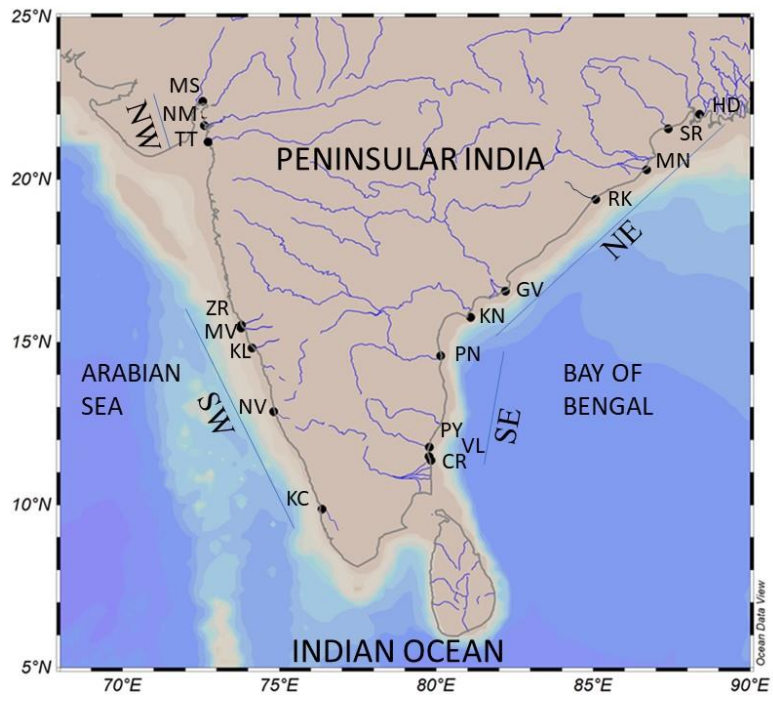 25°N
MS
NM
TT
NW
HD
SR
MN
PENINSULAR INDIA
20°N
RK
NE
GV
KN
ZR
MV
KL
15°N
PN
ARABIAN
SEA
BAY OF
BENGAL
SW
NV
SE
PY
VL
CR
KC
10°N
INDIAN OCEAN
5°N
70°E
75°E
80°E
85°E
90°E
Ocean Data View